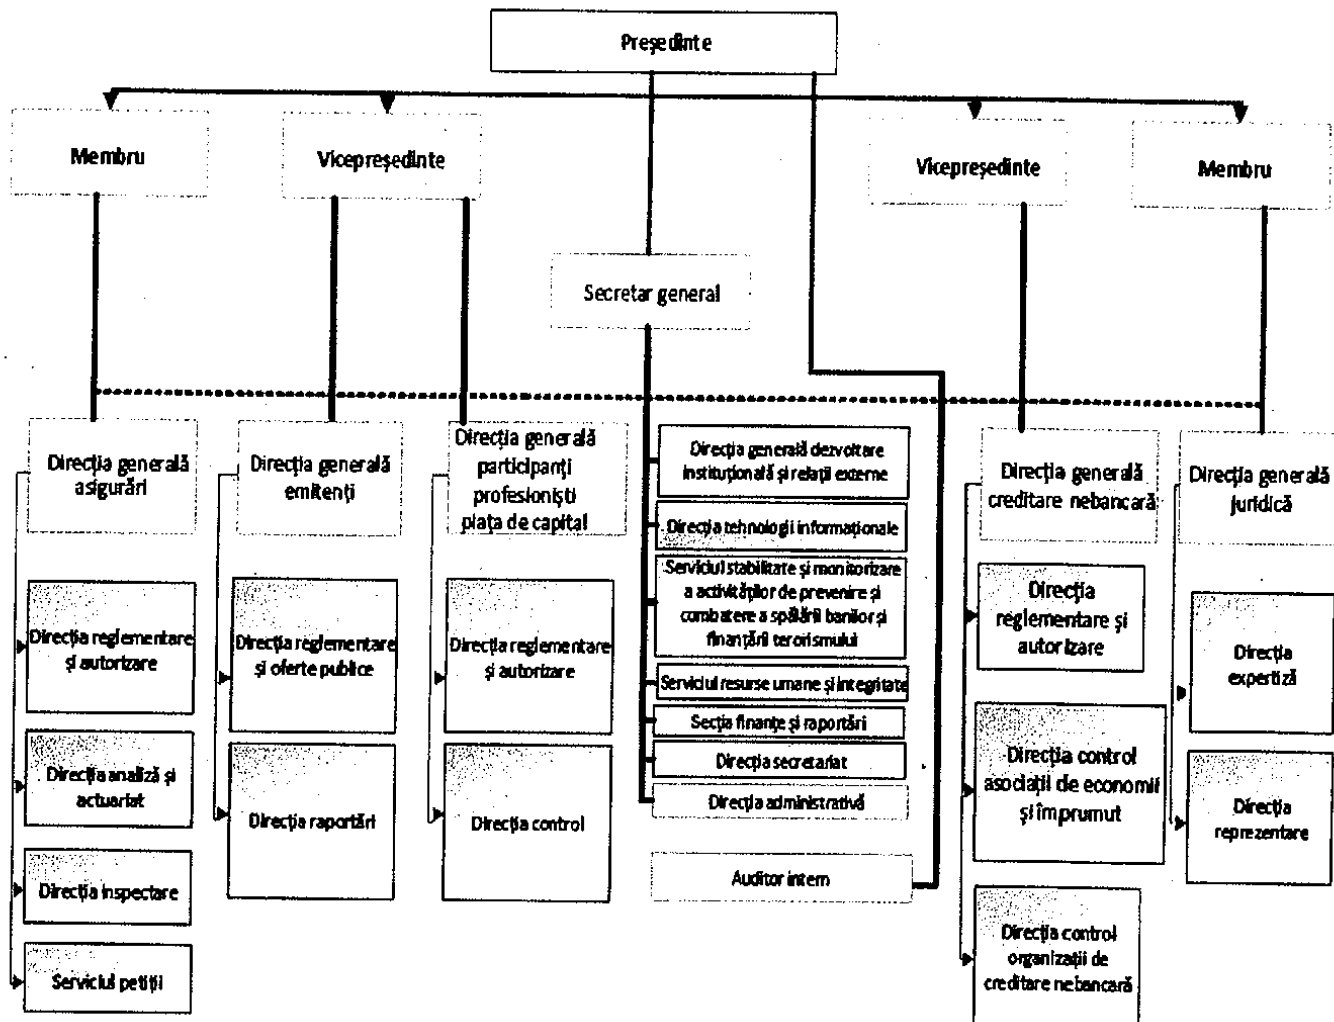 Președinte
Membru
Vicepreședinte
Vicepreședinte
Membru
Secretar general
Direcția generală
asigurări
Direcția reglementare
și autorizare
Direcția analiză și
actuariat
Direcția inspectare
Serviciul petiții
Direcția generală
emitenți
Direcția reglementare
și oferte publice
Direcția raportări
Direcția generală
participanți
profesioniști
piața de capital
Direcția reglementare
și autorizare
Direcția control
Direcția generală dezvoltare
instituțională și relații externe
Direcția tehnologii informaționale
Serviciul stabilitate și monitorizare
a activităților de prevenire și
combatere a spălării banilor și
finanțării terorismului
Serviciul resurse umane și integritate
Secția finanțe și raportări
Direcția secretariat
Direcția administrativă
Auditor intern
Direcția generală
creditare nebancară
Direcția
reglementare și
autorizare
Direcția control
asociații de economii
și împrumut
Direcția control
organizații de
creditare nebancară
Direcția generală
juridică
Direcția
expertiză
Direcția
reprezentare